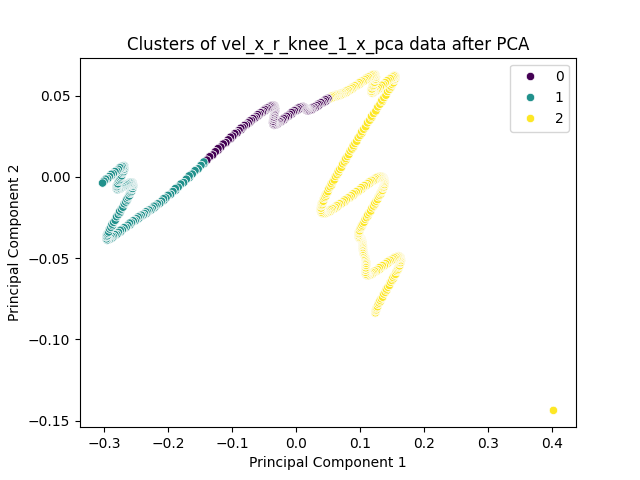 Clusters of vel_x_r_knee_1_x_pca data after PCA
Principal Component 2
0.05
0.00
−0.05
−0.10
−0.15
0
1
2
−0.3 −0.2 −0.1 0.0 0.1 0.2 0.3 0.4
Principal Component 1